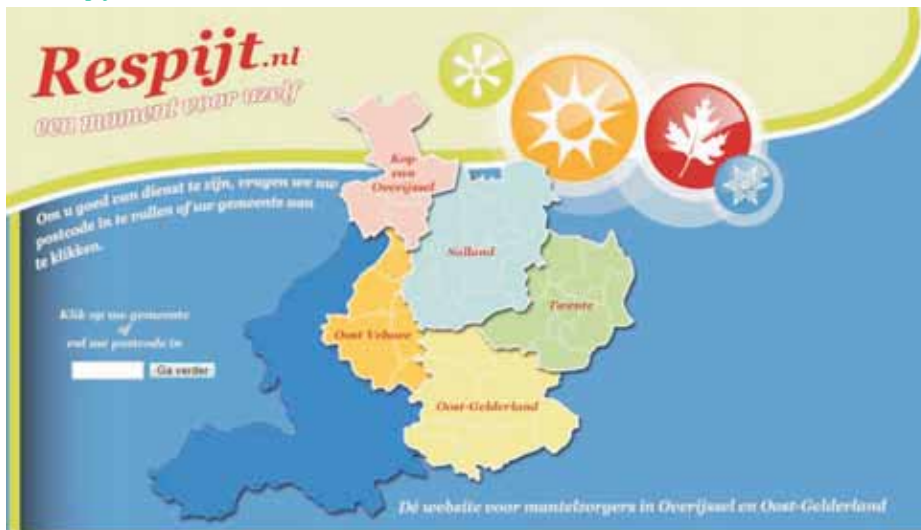 Respijt.nl
een moment voor uzelf
Om u goed van dienst te zijn, vragen we uw
postcode in te vullen of uw gemeente aan
te klikken.
Kop
van
Overijssel
Salland
Twente
Oost Veluwe
Oost-Gelderland
Klik op uw gemeente
of
vul uw postcode in
Ga verder
Dé website voor mantelzorgers in Overijssel en Oost-Gelderland